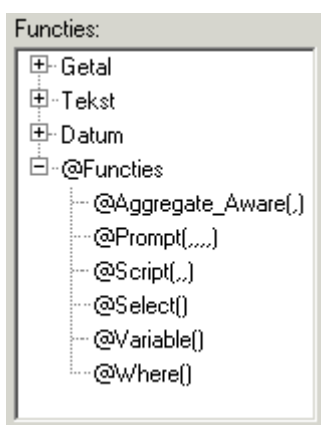 Functies:
Getal
Tekst
Datum
@Functies
@Aggregate_Aware(,)
@Prompt(,,,,)
@Script(,,)
@Select()
@Variable()
@Where()